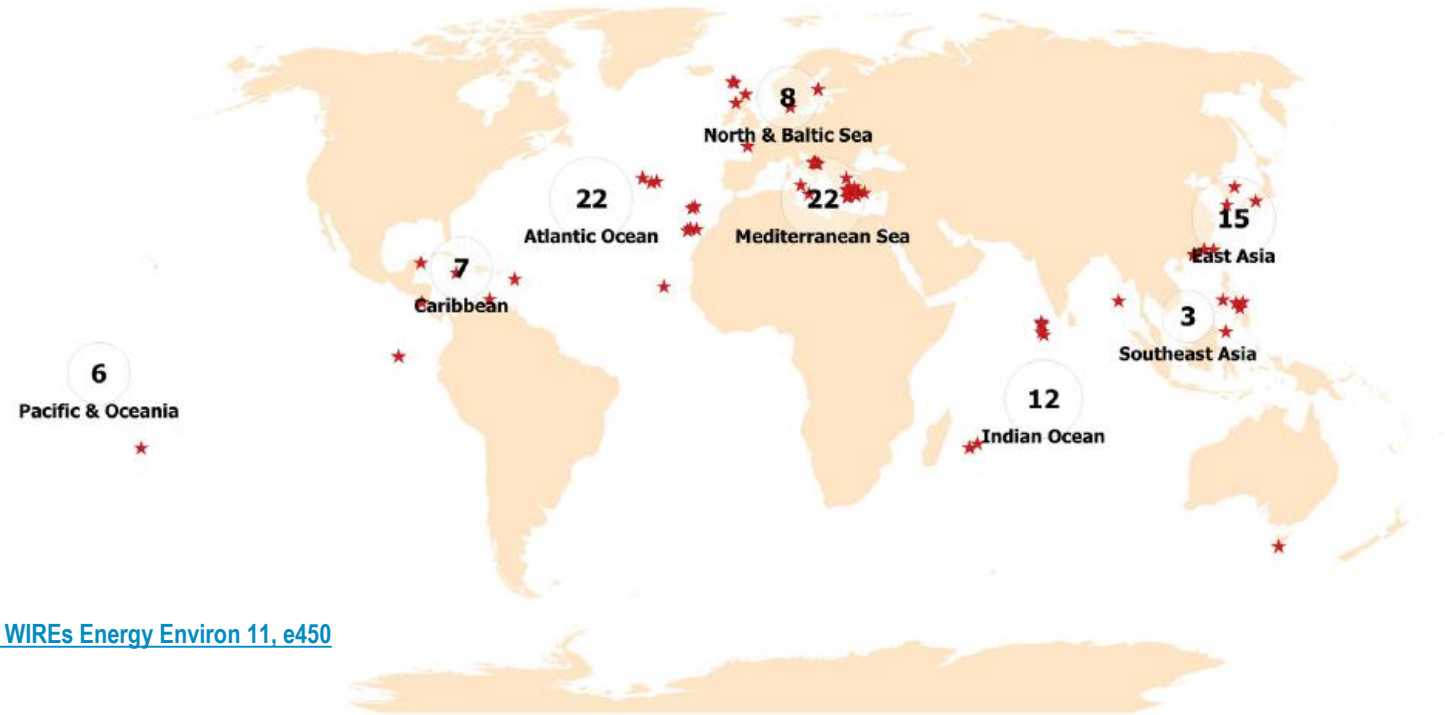 8
North & Baltic Sea
22
Atlantic Ocean
22
Mediterranean Sea
15
East Asia
7
Caribbean
3
Southeast Asia
6
Pacific & Oceania
12
Indian Ocean
WIREs Energy Environ 11, e450